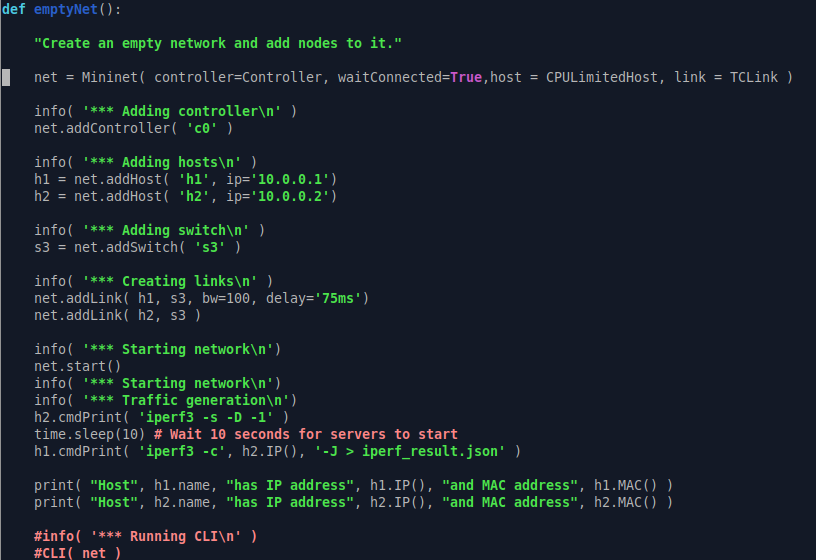 def emptyNet():
"Create an empty network and add nodes to it."
net = Mininet( controller=Controller, waitConnected=True,host = CPULimitedHost, link = TCLink )
info( '*** Adding controller\n' )
net.addController( 'c0' )
info( '*** Adding hosts\n' )
h1 = net.addHost( 'h1', ip='10.0.0.1')
h2 = net.addHost( 'h2', ip='10.0.0.2')
info( '*** Adding switch\n' )
s3 = net.addSwitch( 's3' )
info( '*** Creating links\n' )
net.addLink( h1, s3, bw=100, delay='75ms')
net.addLink( h2, s3 )
info( '*** Starting network\n')
net.start()
info( '*** Starting network\n')
info( '*** Traffic generation\n')
h2.cmdPrint( 'iperf3 -s -D -1' )
time.sleep(10) # Wait 10 seconds for servers to start
h1.cmdPrint( 'iperf3 -c', h2.IP(), '-J > iperf_result.json' )
print( "Host", h1.name, "has IP address", h1.IP(), "and MAC address", h1.MAC() )
print( "Host", h2.name, "has IP address", h2.IP(), "and MAC address", h2.MAC() )
#info( '*** Running CLI\n' )
#CLI( net )